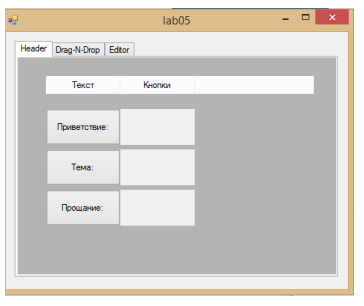 lab05
Header Drag-N-Drop Editor
Текст Кнопки
Приветствие:
Тема:
Прощание: